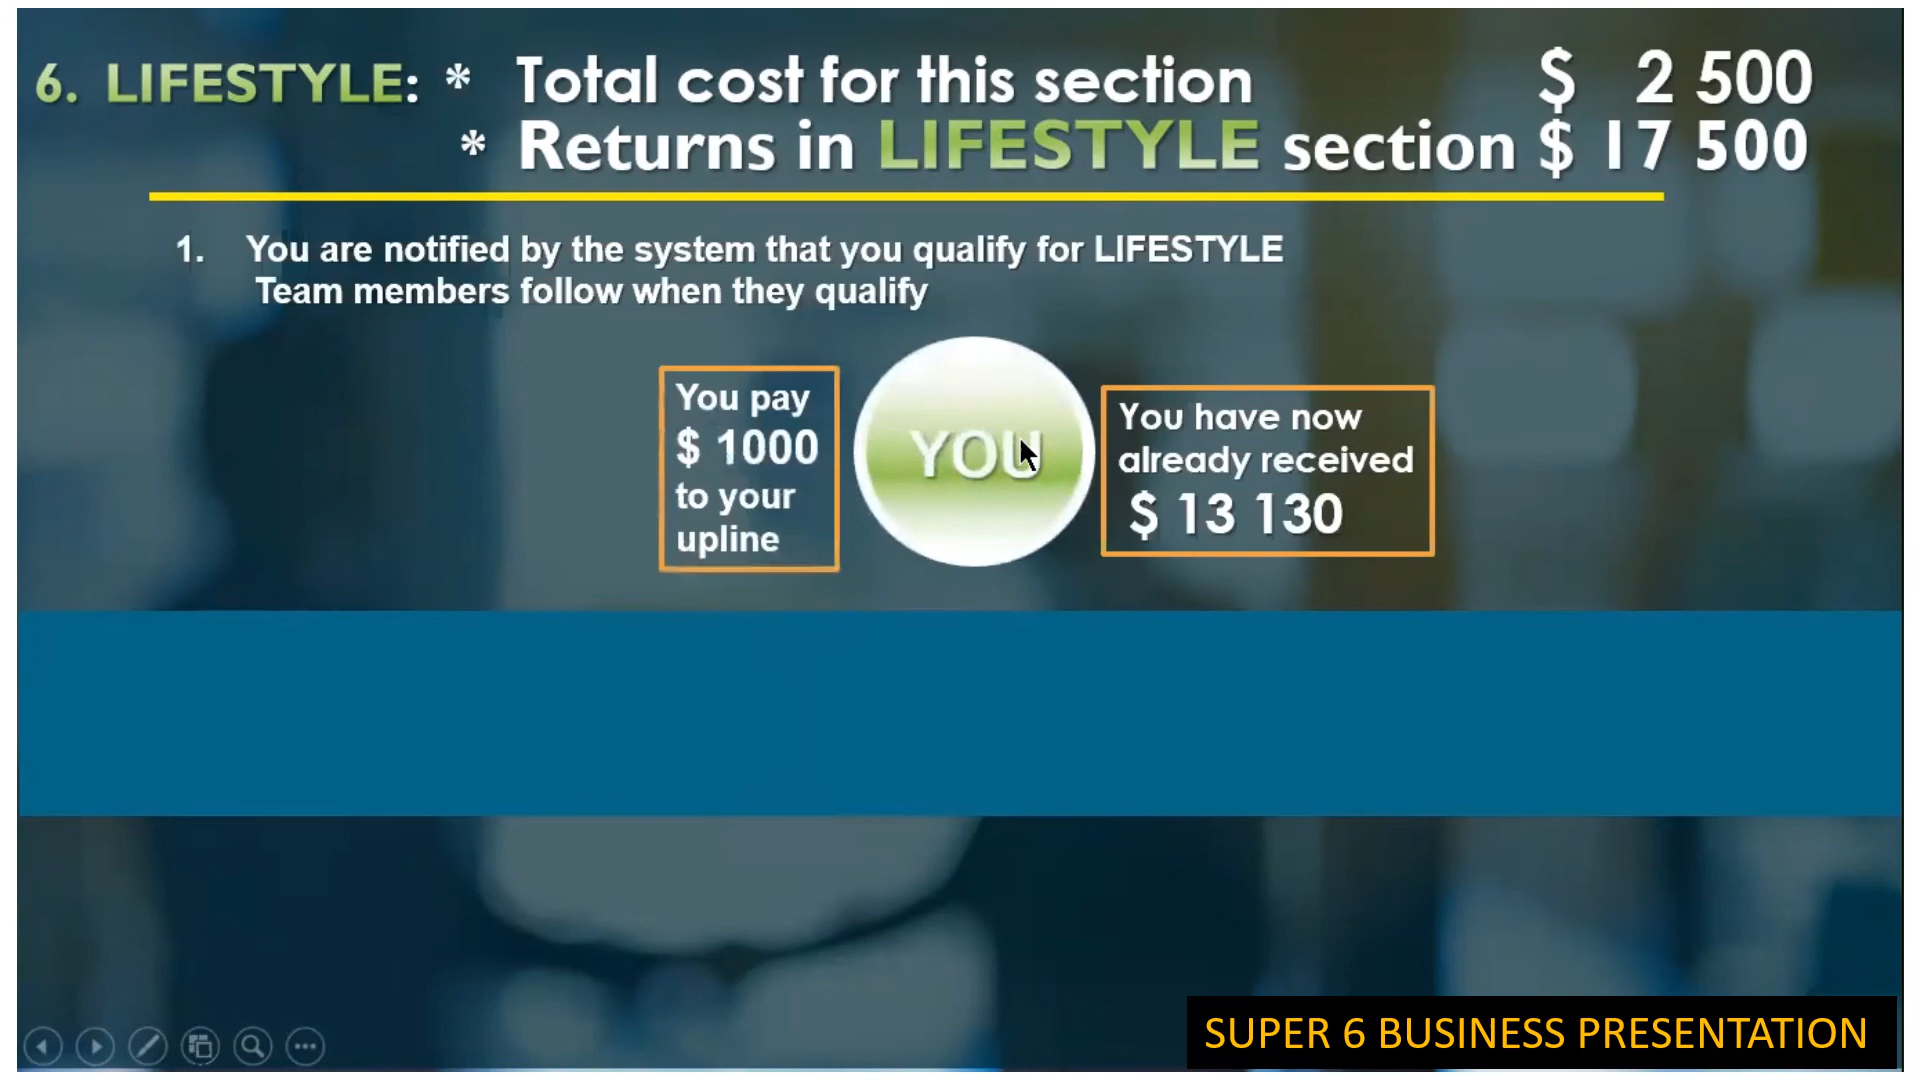 6. LIFESTYLE: * Total cost for this section $ 2 500
* Returns in LIFESTYLE section $ 17 500
1. You are notified by the system that you qualify for LIFESTYLE
Team members follow when they qualify
You pay
$ 1000
to your
upline
YOU
You have now
already received
$ 13 130
SUPER 6 BUSINESS PRESENTATION